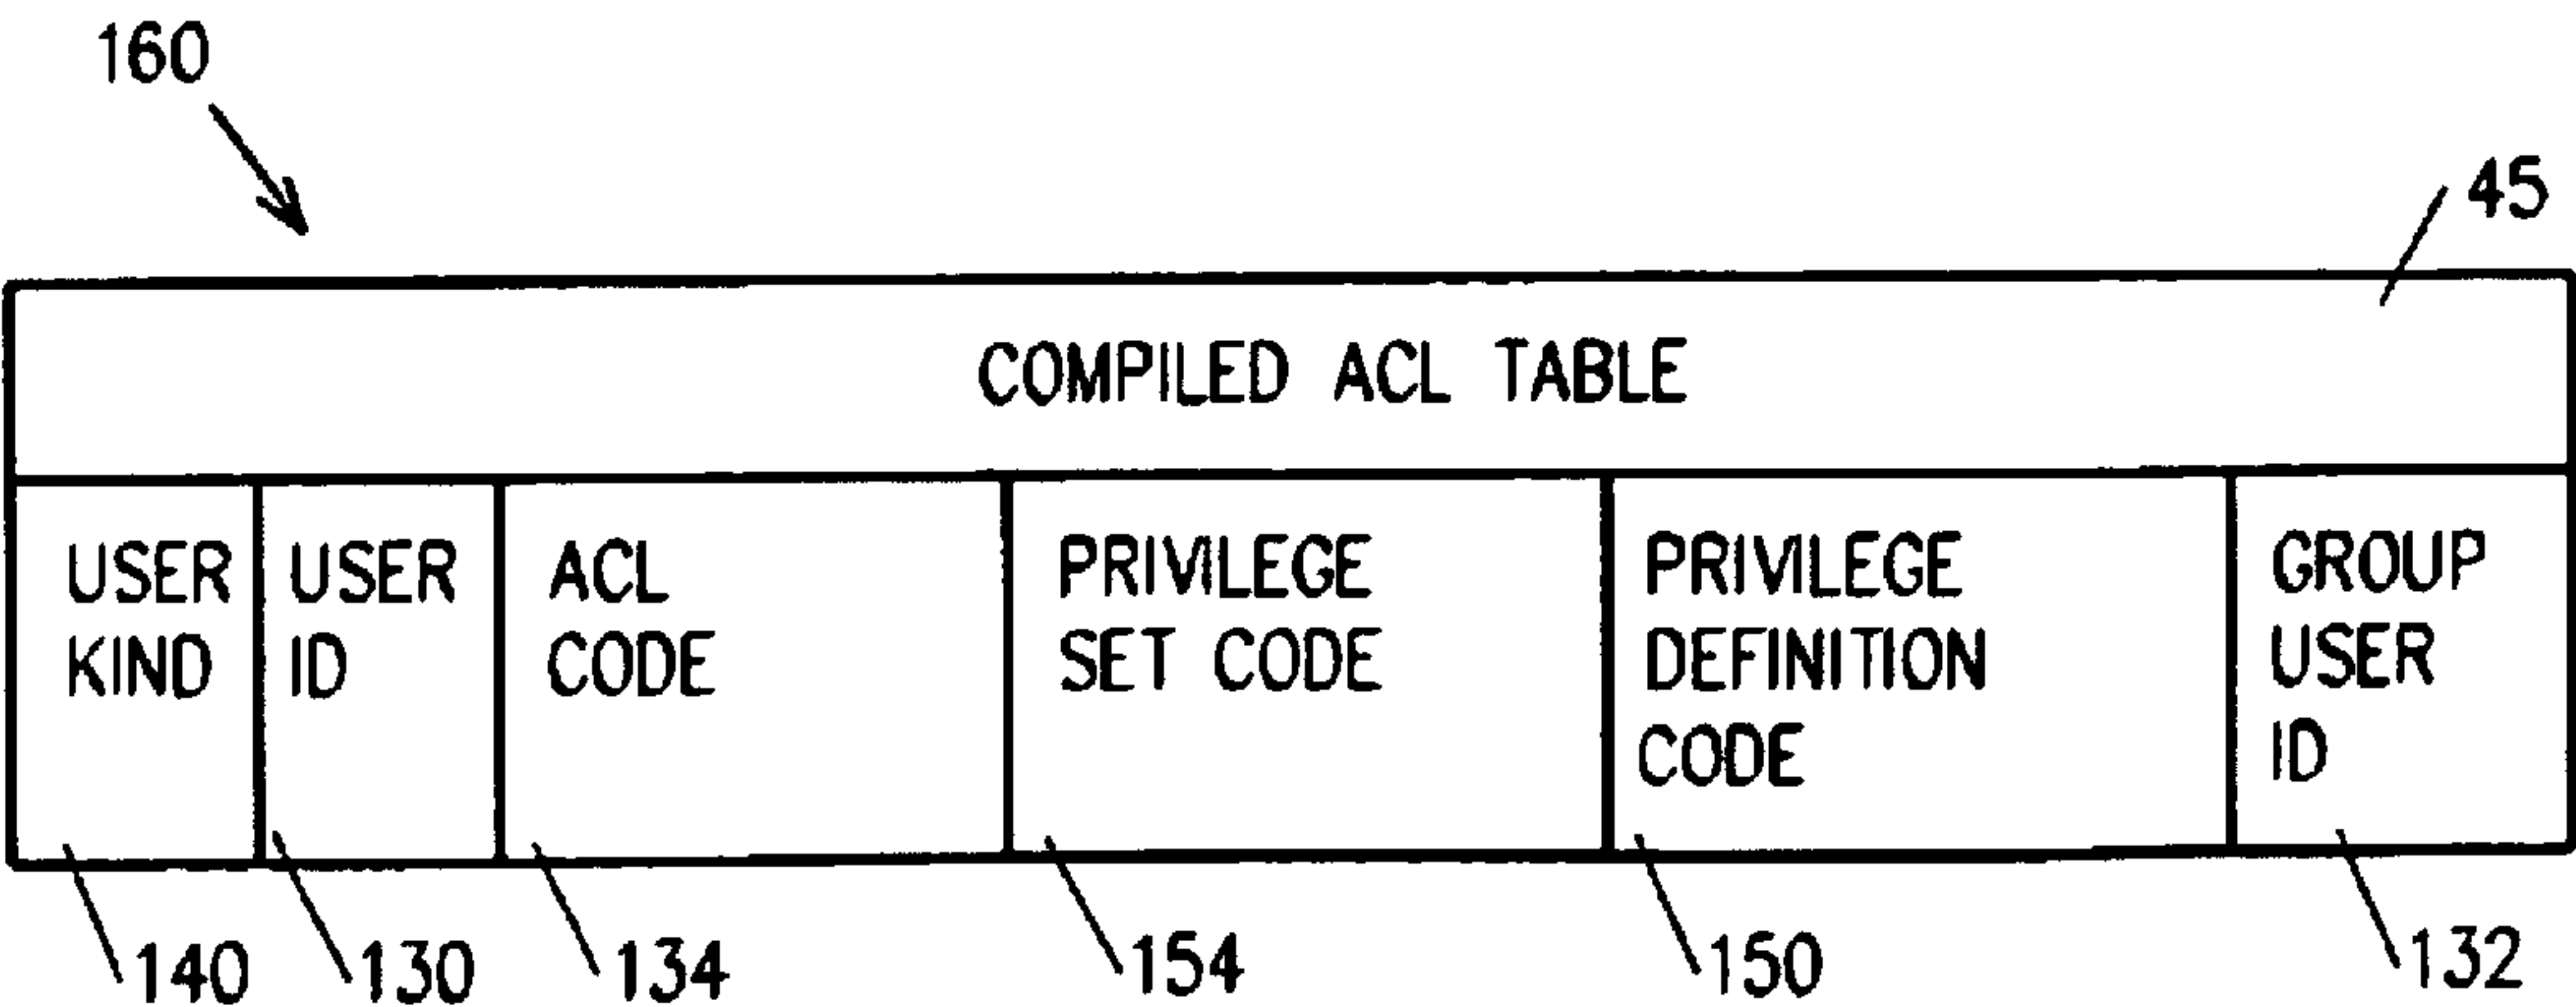 160
45
COMPILED ACL TABLE
USER KIND
USER ID
ACL CODE
PRIVILEGE SET CODE
PRIVILEGE DEFINITION CODE
GROUP USER ID
140
130
134
154
150
132